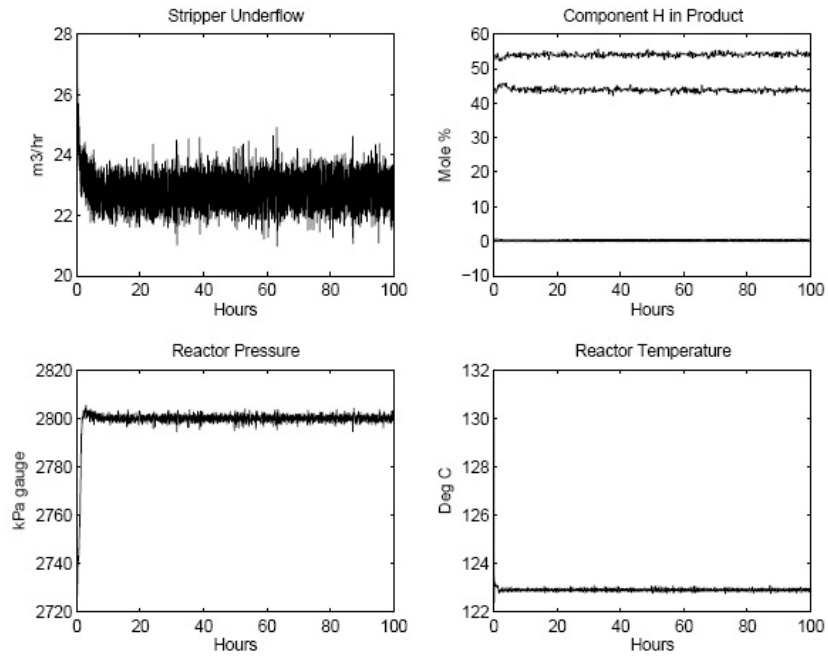 Stripper Underflow
28
26
24
22
20
m3/hr
0 20 40 60 80 100
Hours
Component H in Product
60
50
40
30
20
10
0
−10
Mole %
0 20 40 60 80 100
Hours
Reactor Pressure
2820
2800
2780
2760
2740
2720
kPa gauge
0 20 40 60 80 100
Hours
Reactor Temperature
132
130
128
126
124
122
Deg C
0 20 40 60 80 100
Hours